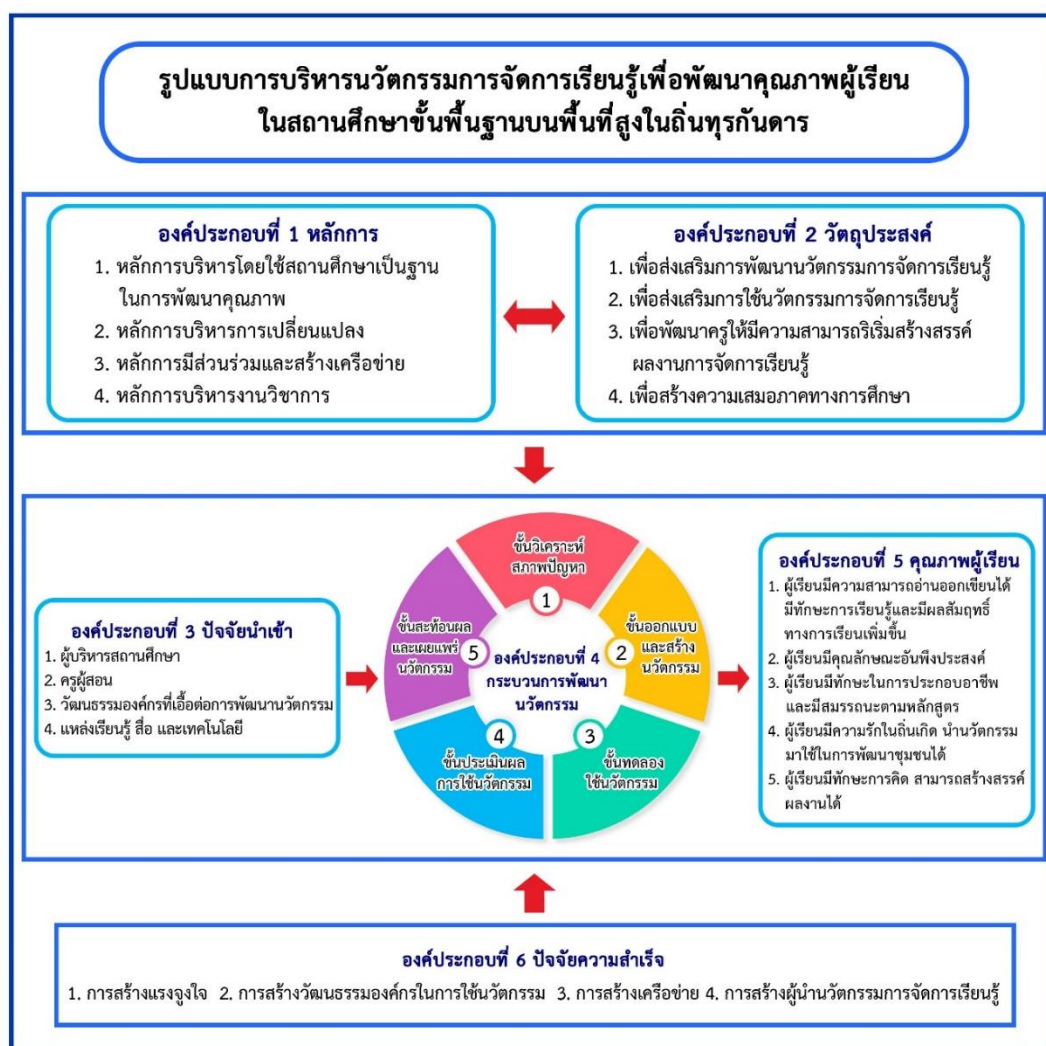 รูปแบบการบริหารนวัตกรรมการจัดการเรียนรู้เพื่อพัฒนาคุณภาพผู้เรียน
ในสถานศึกษาขั้นพื้นฐานบนพื้นที่สูงในถิ่นทุรกันดาร
องค์ประกอบที่ 1 หลักการ
1. หลักการบริหารโดยใช้สถานศึกษาเป็นฐาน
ในการพัฒนาคุณภาพ
2. หลักการบริหารการเปลี่ยนแปลง
3. หลักการมีส่วนร่วมและสร้างเครือข่าย
4. หลักการบริหารงานวิชาการ
องค์ประกอบที่ 2 วัตถุประสงค์
1. เพื่อส่งเสริมการพัฒนานวัตกรรมการจัดการเรียนรู้
2. เพื่อส่งเสริมการใช้นวัตกรรมการจัดการเรียนรู้
3. เพื่อพัฒนาครูให้มีความสามารถริเริ่มสร้างสรรค์
ผลงานการจัดการเรียนรู้
4. เพื่อสร้างความเสมอภาคทางการศึกษา
องค์ประกอบที่ 3 ปัจจัยนำเข้า
1. ผู้บริหารสถานศึกษา
2. ครูผู้สอน
3. วัฒนธรรมองค์กรที่เอื้อต่อการพัฒนานวัตกรรม
4. แหล่งเรียนรู้ สื่อ และเทคโนโลยี
องค์ประกอบที่ 4
กระบวนการพัฒนา
นวัตกรรม
ขั้นวิเคราะห์
สภาพปัญหา
1
ขั้นออกแบบ
และสร้าง
นวัตกรรม
2
3
ขั้นทดลอง
ใช้นวัตกรรม
4
ขั้นประเมินผล
การใช้นวัตกรรม
ขั้นสะท้อนผล
และเผยแพร่
นวัตกรรม
5
องค์ประกอบที่ 5 คุณภาพผู้เรียน
1. ผู้เรียนมีความสามารถอ่านออกเขียนได้
มีทักษะการเรียนรู้และมีผลสัมฤทธิ์
ทางการเรียนเพิ่มขึ้น
2. ผู้เรียนมีคุณลักษณะอันพึงประสงค์
3. ผู้เรียนมีทักษะในการประกอบอาชีพ
และมีสมรรถนะตามหลักสูตร
4. ผู้เรียนมีความรักในถิ่นเกิด นำนวัตกรรม
มาใช้ในการพัฒนาชุมชนได้
5. ผู้เรียนมีทักษะการคิด สามารถสร้างสรรค์
ผลงานได้
องค์ประกอบที่ 6 ปัจจัยความสำเร็จ
1. การสร้างแรงจูงใจ 2. การสร้างวัฒนธรรมองค์กรในการใช้นวัตกรรม 3. การสร้างเครือข่าย 4. การสร้างผู้นำนวัตกรรมการจัดการเรียนรู้